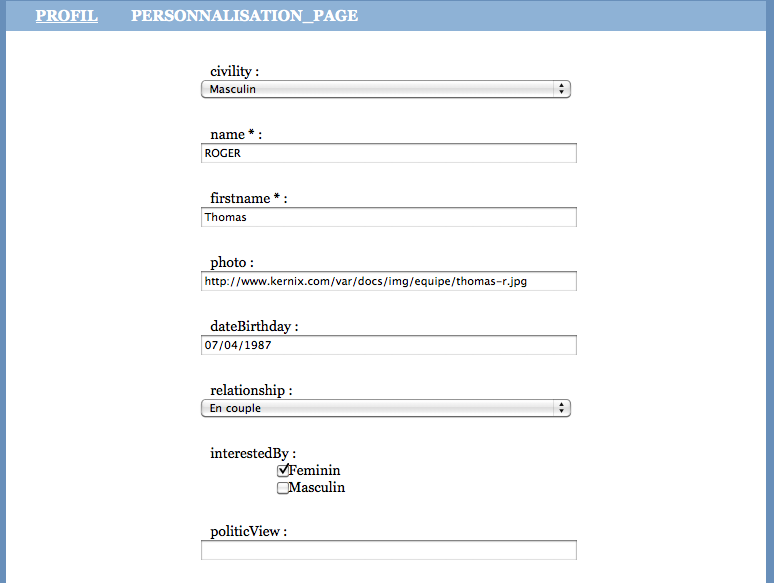 PROFIL PERSONNALISATION_PAGE
civility :
Masculin
name * :
ROGER
firstname * :
Thomas
photo :
http://www.kernix.com/var/docs/img/equipe/thomas-r.jpg
dateBirthday :
07/04/1987
relationship :
En couple
interestedBy :
Feminin
Masculin
politicView :